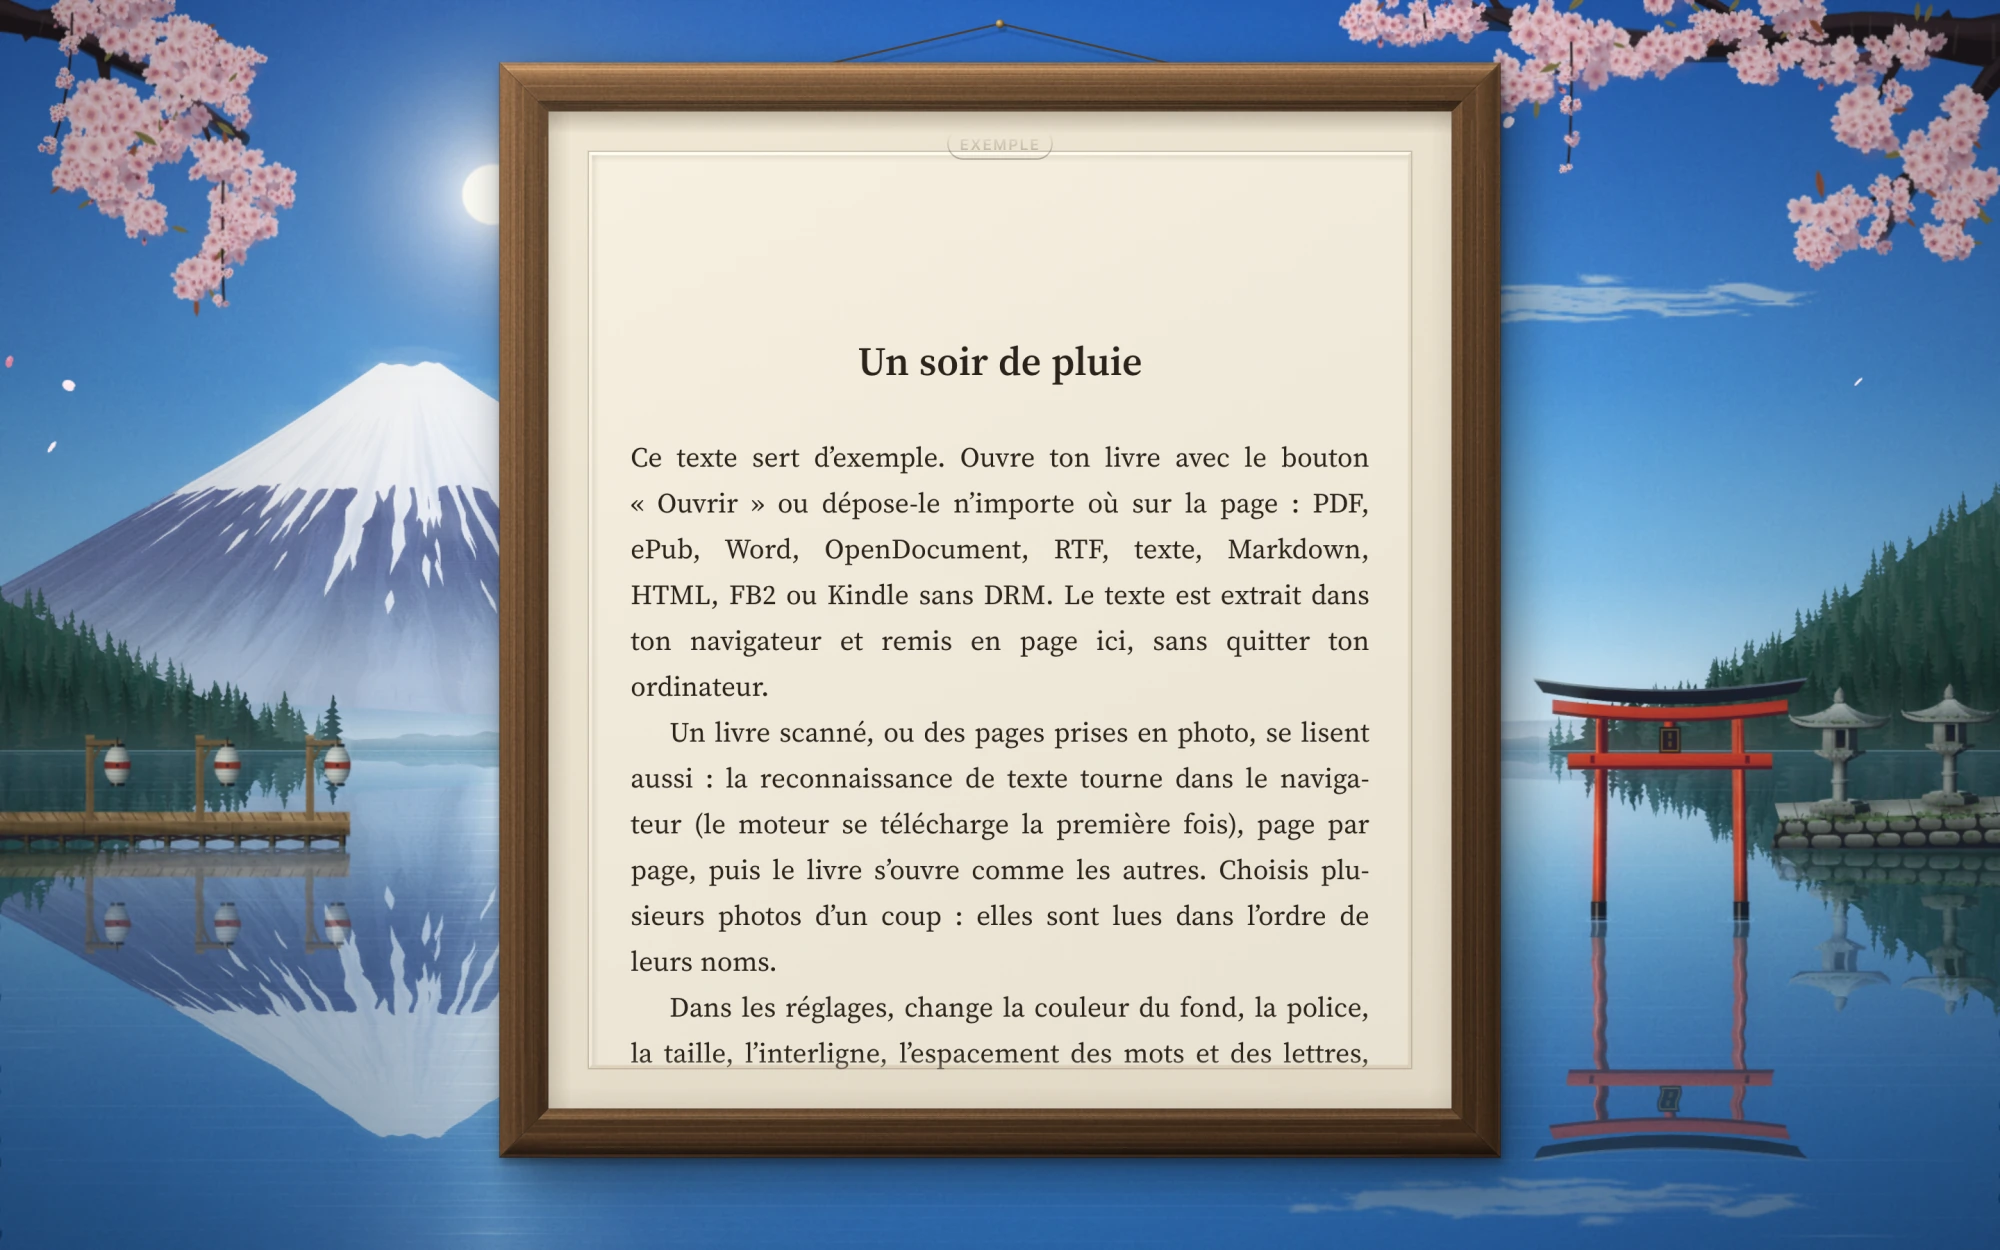 EXEMPLE
Un soir de pluie
Ce texte sert d’exemple. Ouvre ton livre avec le bouton
« Ouvrir » ou dépose-le n’importe où sur la page : PDF,
ePub, Word, OpenDocument, RTF, texte, Markdown,
HTML, FB2 ou Kindle sans DRM. Le texte est extrait dans
ton navigateur et remis en page ici, sans quitter ton
ordinateur.
Un livre scanné, ou des pages prises en photo, se lisent
aussi : la reconnaissance de texte tourne dans le naviga-
teur (le moteur se télécharge la première fois), page par
page, puis le livre s’ouvre comme les autres. Choisis plu-
sieurs photos d’un coup : elles sont lues dans l’ordre de
leurs noms.
Dans les réglages, change la couleur du fond, la police,
la taille, l’interligne, l’espacement des mots et des lettres,